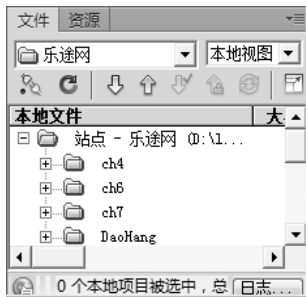 文件 资源
乐途网 本地视图
本地文件 大
站点 - 乐途网 (D:\l...
ch4
ch6
ch7
DaoHang
0 个本地项目被选中，总 日志...